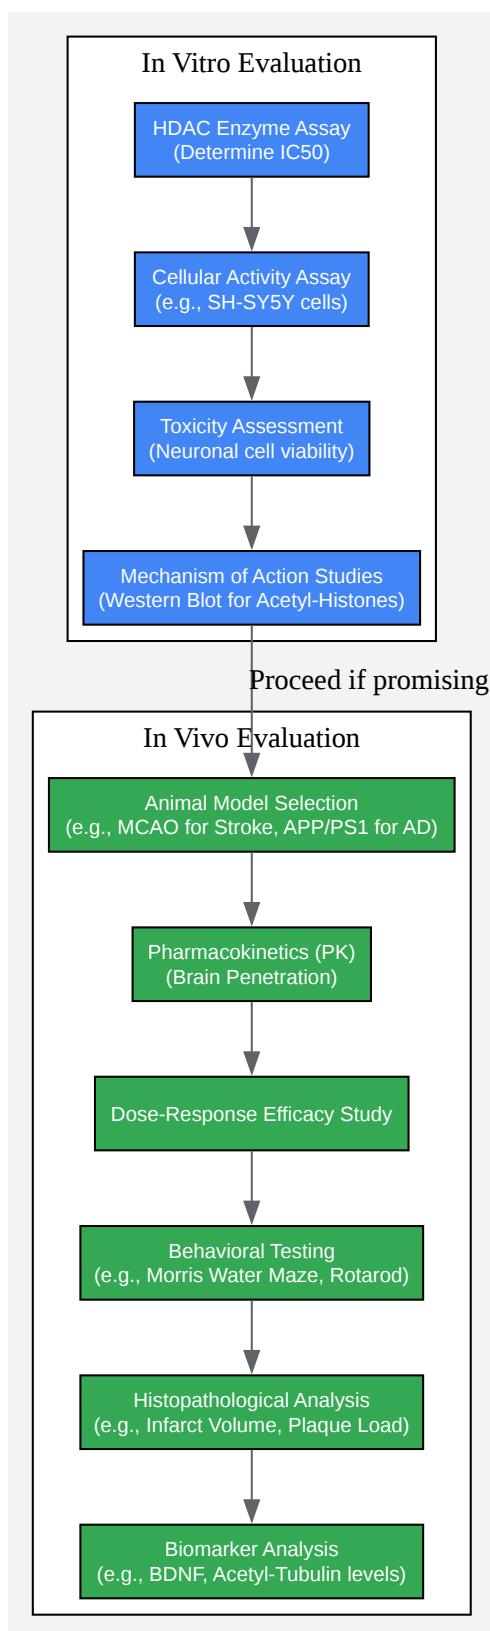 In Vitro Evaluation
HDAC Enzyme Assay
(Determine IC50)
Cellular Activity Assay
(e.g., SH-SY5Y cells)
Toxicity Assessment
(Neuronal cell viability)
Mechanism of Action Studies
(Western Blot for Acetyl-Histones)
Proceed if promising
In Vivo Evaluation
Animal Model Selection
(e.g., MCAO for Stroke, APP/PS1 for AD)
Pharmacokinetics (PK)
(Brain Penetration)
Dose-Response Efficacy Study
Behavioral Testing
(e.g., Morris Water Maze, Rotarod)
Histopathological Analysis
(e.g., Infarct Volume, Plaque Load)
Biomarker Analysis
(e.g., BDNF, Acetyl-Tubulin levels)